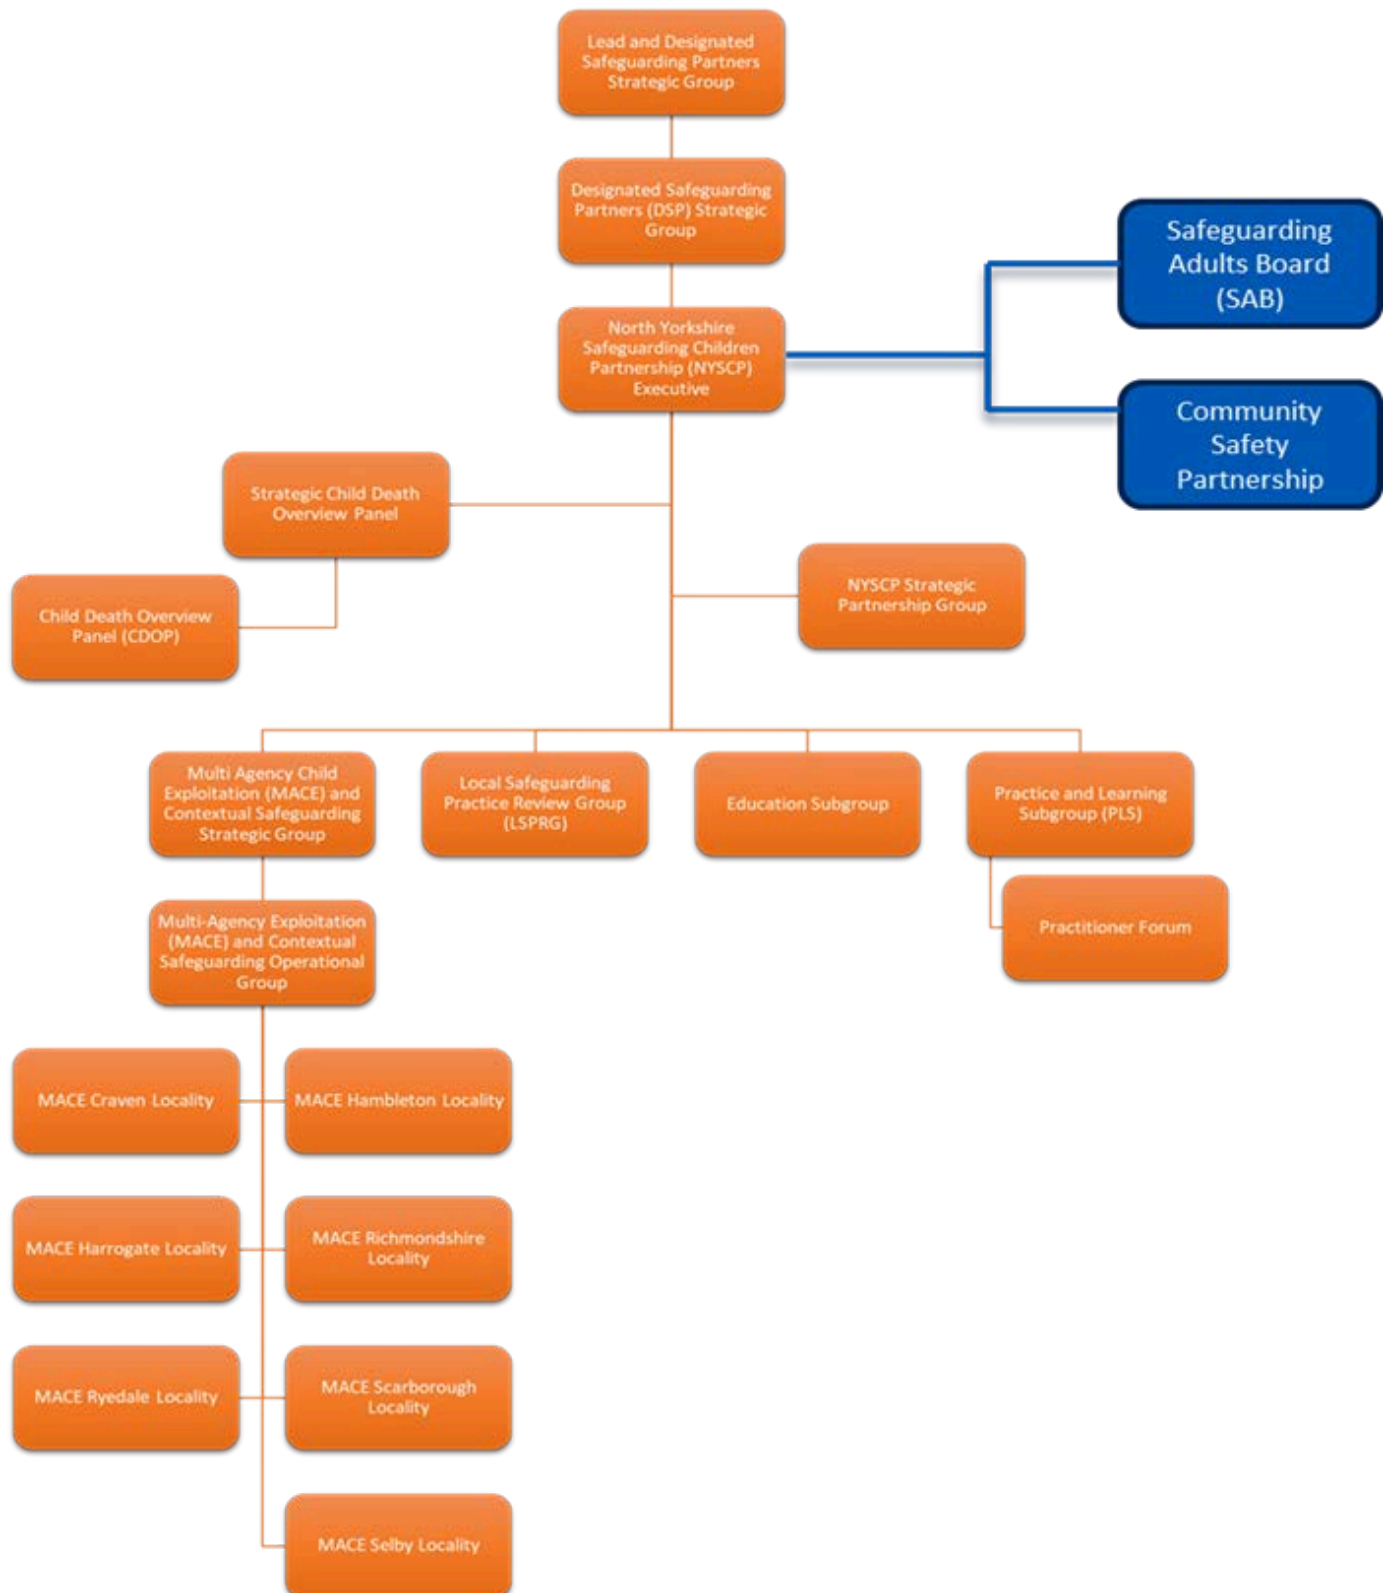 Lead and Designated
Safeguarding Partners
Strategic Group
Designated Safeguarding
Partners (DSP) Strategic
Group
Safeguarding
Adults Board
(SAB)
North Yorkshire
Safeguarding Children
Partnership (NYSCP)
Executive
Community
Safety
Partnership
Strategic Child Death
Overview Panel
NYSCP Strategic
Partnership Group
Child Death Overview
Panel (CDOP)
Multi Agency Child
Exploitation (MACE) and
Contextual Safeguarding
Strategic Group
Local Safeguarding
Practice Review Group
(LSPRG)
Education Subgroup
Practice and Learning
Subgroup (PLS)
Multi-Agency Exploitation
(MACE) and Contextual
Safeguarding Operational
Group
Practitioner Forum
MACE Craven Locality
MACE Hambleton Locality
MACE Harrogate Locality
MACE Richmondshire
Locality
MACE Ryedale Locality
MACE Scarborough
Locality
MACE Selby Locality